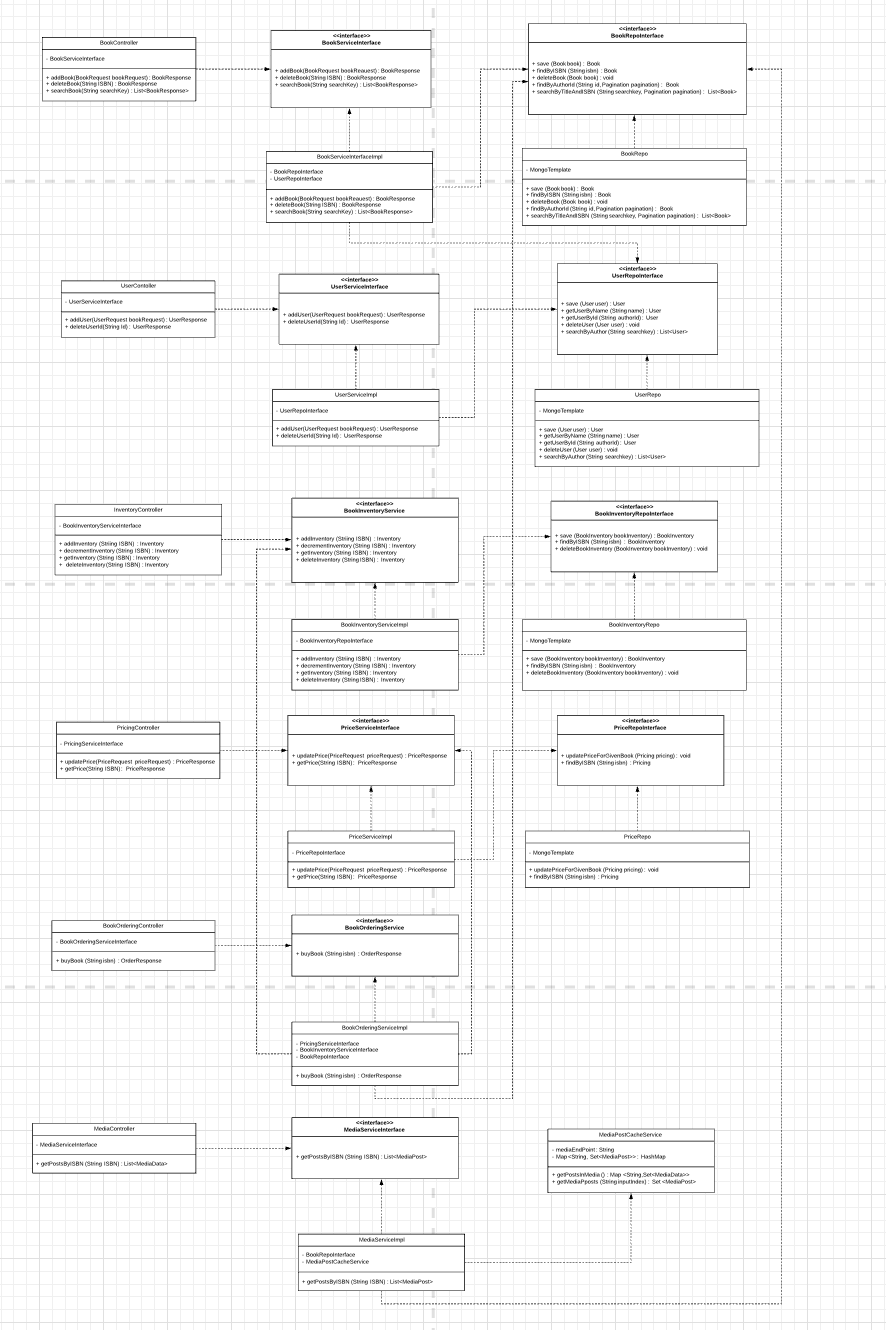 BookController
- BookServiceInterface
+ addBook(BookRequest bookRequest) : BookResponse
+ deleteBook(String ISBN) : BookResponse
+ searchBook(String searchKey) : List<BookResponse>
<<interface>>
BookServiceInterface
+ addBook(BookRequest bookReauest) : BookResponse
+ deleteBook(String ISBN) : BookResponse
+ searchBook(String searchKey) : List<BookResponse>
<<interface>>
BookRepoInterface
+ save (Book book) : Book
+ findByISBN (String isbn) : Book
+ deleteBook (Book book) : void
+ findByAuthorId (String id, Pagination pagination) : Book
+ searchByTitleAndISBN (String searchkey, Pagination pagination) : List<Book>
BookServiceInterfaceImpl
- BookRepoInterface
- UserRepoInterface
+ addBook(BookRequest bookReauest) : BookResponse
+ deleteBook(String ISBN) : BookResponse
+ searchBook(String searchKey) : List<BookResponse>
BookRepo
- MongoTemplate
+ save (Book book) : Book
+ findByISBN (String isbn) : Book
+ deleteBook (Book book) : void
+ findByAuthorId (String id, Pagination pagination) : Book
+ searchByTitleAndISBN (String searchkey, Pagination pagination) : List<Book>
UserContoller
- UserServiceInterface
+ addUser(UserRequest bookRequest) : UserResponse
+ deleteUserId(String Id) : UserResponse
<<interface>>
UserServiceInterface
+ addUser(UserRequest bookRequest) : UserResponse
+ deleteUserId(String Id) : UserResponse
<<interface>>
UserRepoInterface
+ save (User user) : User
+ getUserByName (String name) : User
+ getUserById (String authorId) : User
+ deleteUser (User user) : void
+ searchByAuthor (String searchkey) : List<User>
UserServiceImpl
- UserRepoInterface
+ addUser(UserRequest bookRequest) : UserResponse
+ deleteUserId(String Id) : UserResponse
UserRepo
- MongoTemplate
+ save (User user) : User
+ getUserByName (String name) : User
+ getUserById (String authorId) : User
+ deleteUser (User user) : void
+ searchByAuthor (String searchkey) : List<User>
InventoryController
- BookInventoryServiceInterface
+ addInventory (String ISBN) : Inventory
+ decrementInventory (String ISBN) : Inventory
+ getInventory (String ISBN) : Inventory
+ deleteInventory (String ISBN) : Inventory
<<interface>>
BookInventoryService
+ addInventory (String ISBN) : Inventory
+ decrementInventory (String ISBN) : Inventory
+ getInventory (String ISBN) : Inventory
+ deleteInventory (String ISBN) : Inventory
<<interface>>
BookInventoryRepoInterface
+ save (BookInventory bookInventory) : BookInventory
+ findByISBN (String isbn) : BookInventory
+ deleteBookInventory (BookInventory bookInventory) : void
BookInventoryServiceImpl
- BookInventoryRepoInterface
+ addInventory (String ISBN) : Inventory
+ decrementInventory (String ISBN) : Inventory
+ getInventory (String ISBN) : Inventory
+ deleteInventory (String ISBN) : Inventory
BookInventoryRepo
- MongoTemplate
+ save (BookInventory bookInventory) : BookInventory
+ findByISBN (String isbn) : BookInventory
+ deleteBookInventory (BookInventory bookInventory) : void
PricingController
- PricingServiceInterface
+ updatePrice(PriceRequest priceRequest) : PriceResponse
+ getPrice(String ISBN) : PriceResponse
<<interface>>
PriceServiceInterface
+ updatePrice(PriceRequest priceRequest) : PriceResponse
+ getPrice(String ISBN) : PriceResponse
<<interface>>
PriceRepoInterface
+ updatePriceForGivenBook (Pricing pricing) : void
+ findByISBN (String isbn) : Pricing
PriceServiceImpl
- PriceRepoInterface
+ updatePrice(PriceRequest priceRequest) : PriceResponse
+ getPrice(String ISBN) : PriceResponse
PriceRepo
- MongoTemplate
+ updatePriceForGivenBook (Pricing pricing) : void
+ findByISBN (String isbn) : Pricing
BookOrderingController
- BookOrderingServiceInterface
+ buyBook (String isbn) : OrderResponse
<<interface>>
BookOrderingService
+ buyBook (String isbn) : OrderResponse
BookOrderingServiceImpl
- PricingServiceInterface
- BookInventoryServiceInterface
- BookRepoInterface
+ buyBook (String isbn) : OrderResponse
MediaController
- MediaServiceInterface
+ getPostsByISBN (String ISBN) : List<MediaData>
<<interface>>
MediaServiceInterface
+ getPostsByISBN (String ISBN) : List<MediaPost>
MediaPostCacheService
- mediaEndPoint : String
- Map <String, Set<MediaPost>> : HashMap
+ getPostsInMedia () : Map <String,Set<MediaData>>
+ getMediaPposts (String inputIndex) : Set <MediaPost>
MediaServiceImpl
- BookRepoInterface
- MediaPostCacheService
+ getPostsByISBN (String ISBN) : List<MediaPost>